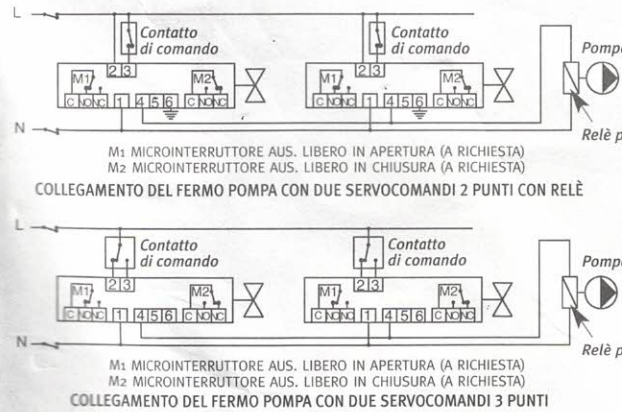 L
Contatto
di comando
Contatto
di comando
Pompa
2 3
2 3
M1 M2
M1 M2
C NO NC 1 4 5 6 C NO NC
C NO NC 1 4 5 6 C NO NC
N
Relè p
M1 MICROINTERRUTTORE AUS. LIBERO IN APERTURA (A RICHIESTA)
M2 MICROINTERRUTTORE AUS. LIBERO IN CHIUSURA (A RICHIESTA)
COLLEGAMENTO DEL FERMO POMPA CON DUE SERVOCOMANDI 2 PUNTI CON RELÈ
L
Contatto
di comando
Contatto
di comando
Pompa
2 3
2 3
M1 M2
M1 M2
C NO NC 1 4 5 6 C NO NC
C NO NC 1 4 5 6 C NO NC
N
Relè p
M1 MICROINTERRUTTORE AUS. LIBERO IN APERTURA (A RICHIESTA)
M2 MICROINTERRUTTORE AUS. LIBERO IN CHIUSURA (A RICHIESTA)
COLLEGAMENTO DEL FERMO POMPA CON DUE SERVOCOMANDI 3 PUNTI